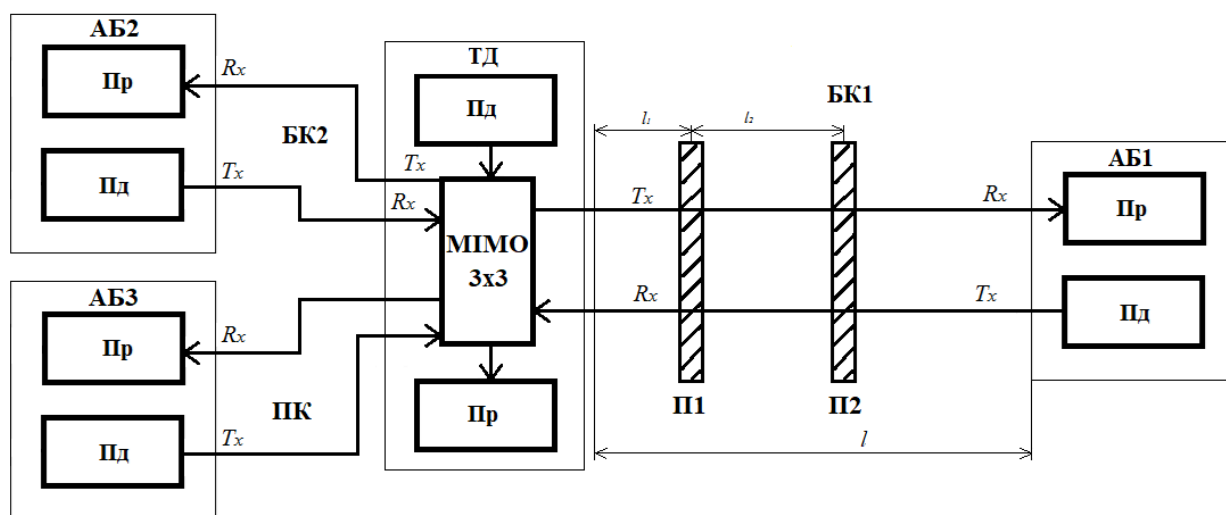 АБ2
Пр
Rx
БК2
Пд
Tx
АБ3
Пр
Rx
ПК
Пд
Tx
ТД
Пд
Tx
Rx
MIMO
3x3
Пр
БК1
l₁
l₂
Tx
Rx
Rx
Tx
П1
П2
l
АБ1
Пр
Пд